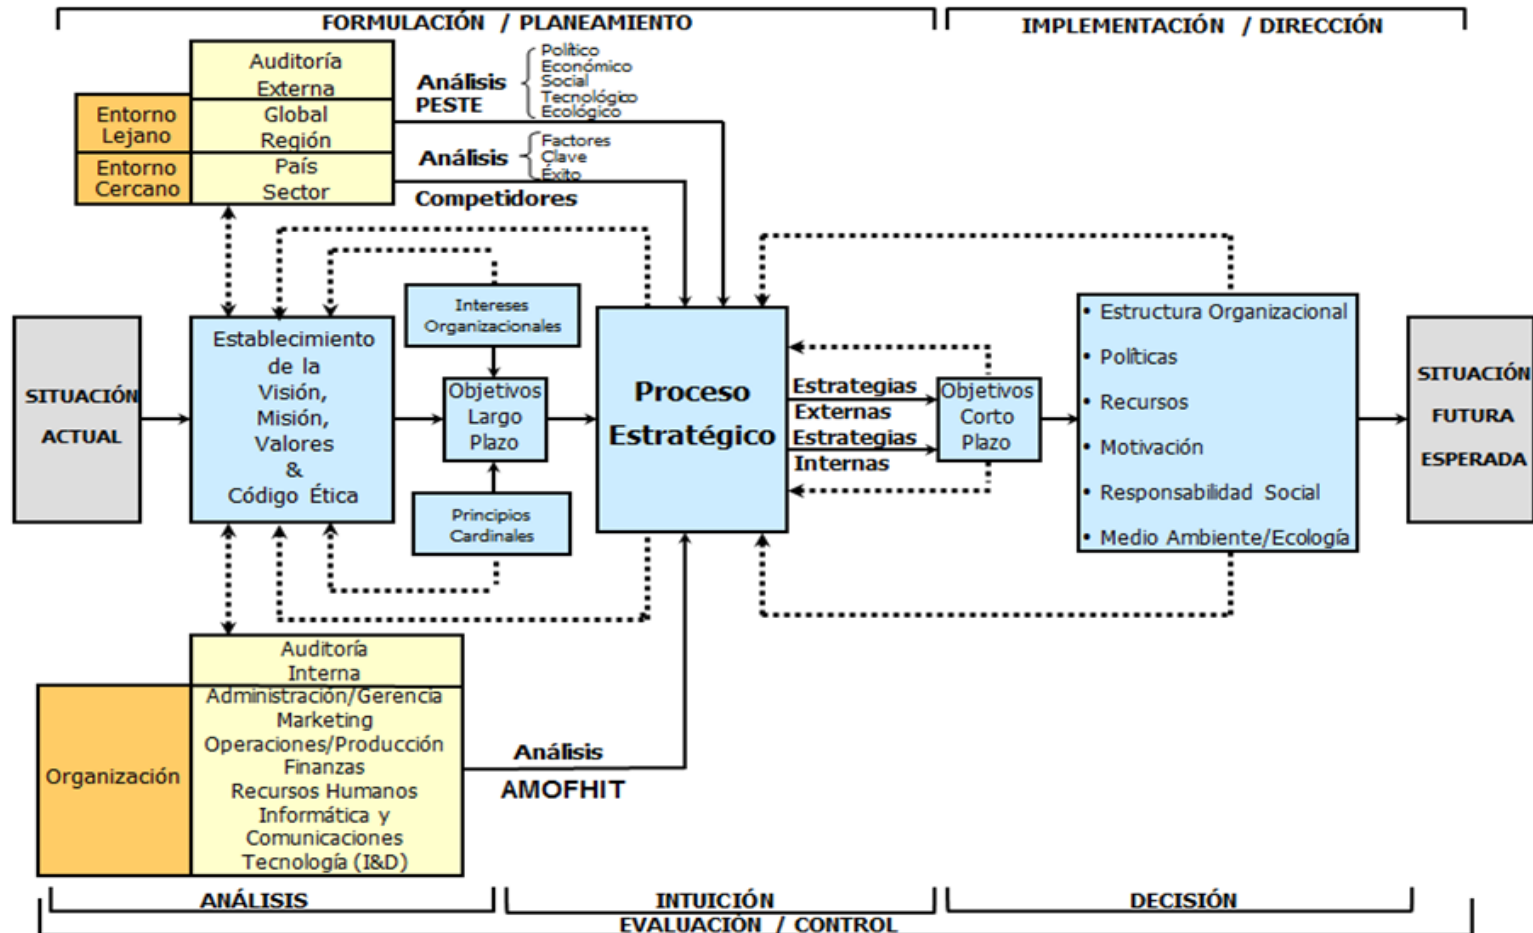 FORMULACIÓN / PLANEAMIENTO
IMPLEMENTACIÓN / DIRECCIÓN
Auditoría
Externa
Entorno
Lejano
Global
Región
Entorno
Cercano
País
Sector
Análisis
PESTE
Político
Económico
Social
Tecnológico
Ecológico
Análisis
Competidores
Factores
Clave
Éxito
SITUACIÓN
ACTUAL
Establecimiento
de la
Visión,
Misión,
Valores
&
Código Ética
Intereses
Organizacionales
Objetivos
Largo
Plazo
Principios
Cardinales
Proceso
Estratégico
Estrategias
Externas
Estrategias
Internas
Objetivos
Corto
Plazo
• Estructura Organizacional
• Políticas
• Recursos
• Motivación
• Responsabilidad Social
• Medio Ambiente/Ecología
SITUACIÓN
FUTURA
ESPERADA
Auditoría
Interna
Organización
Administración/Gerencia
Marketing
Operaciones/Producción
Finanzas
Recursos Humanos
Informática y
Comunicaciones
Tecnología (I&D)
Análisis
AMOFHIT
ANÁLISIS
INTUICIÓN
DECISIÓN
EVALUACIÓN / CONTROL